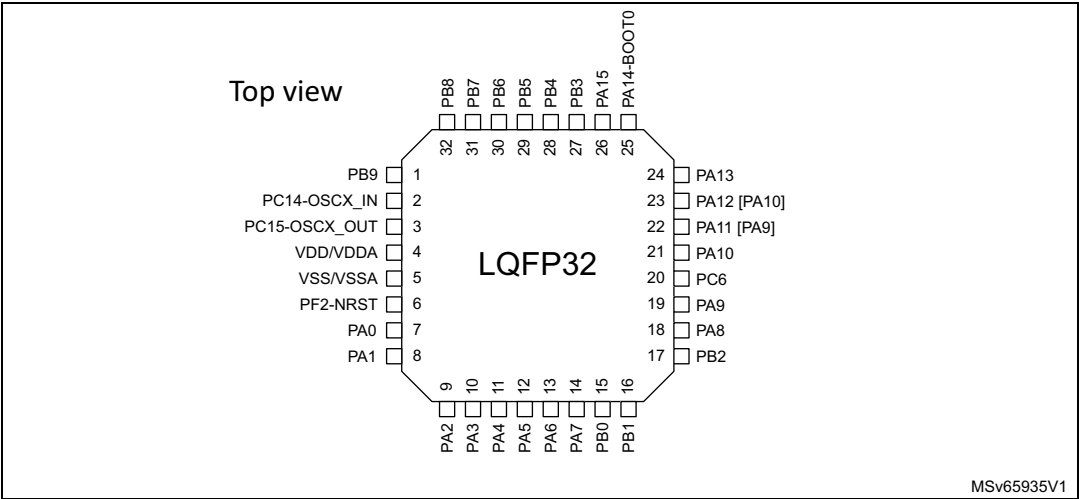 Top view
PB8
PB7
PB6
PB5
PB4
PB3
PA15
PA14-BOOT0
32
31
30
29
28
27
26
25
PB9 1
PC14-OSCX_IN 2
PC15-OSCX_OUT 3
VDD/VDDA 4
VSS/VSSA 5
PF2-NRST 6
PA0 7
PA1 8
LQFP32
24 PA13
23 PA12 [PA10]
22 PA11 [PA9]
21 PA10
20 PC6
19 PA9
18 PA8
17 PB2
9
10
11
12
13
14
15
16
PA2
PA3
PA4
PA5
PA6
PA7
PB0
PB1
MSv65935V1